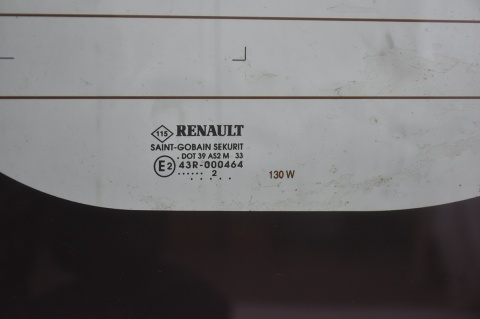 115 RENAULT
SAINT-GOBAIN SEKURIT
. DOT 39 AS2 M 33
E2 43R-000464
...... 2
. . . . .
130 W